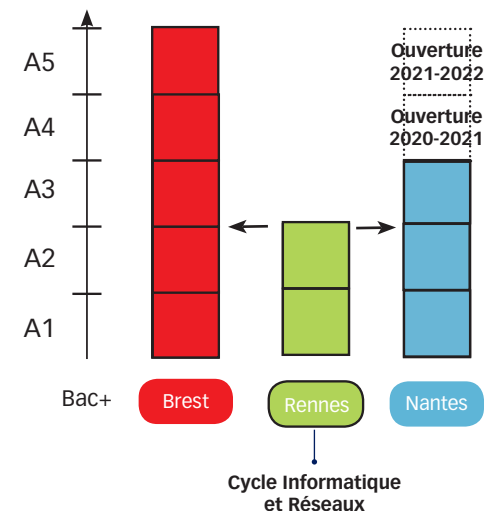 A5
Ouverture
2021-2022
A4
Ouverture
2020-2021
A3
A2
A1
Bac+
Brest
Rennes
Nantes
Cycle Informatique
et Réseaux